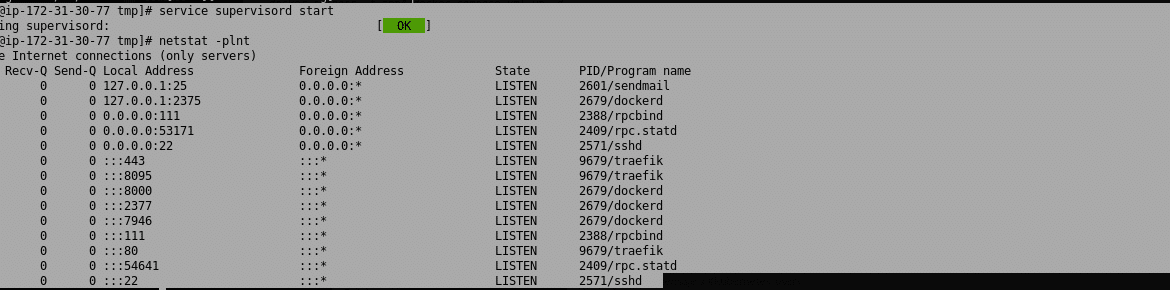 @ip-172-31-30-77 tmp]# service supervisord start
ing supervisord: [ OK ]
@ip-172-31-30-77 tmp]# netstat -plnt
e Internet connections (only servers)
Recv-Q Send-Q Local Address Foreign Address State PID/Program name
0 0 127.0.0.1:25 0.0.0.0:* LISTEN 2601/sendmail
0 0 127.0.0.1:2375 0.0.0.0:* LISTEN 2679/dockerd
0 0 0.0.0.0:111 0.0.0.0:* LISTEN 2388/rpcbind
0 0 0.0.0.0:53171 0.0.0.0:* LISTEN 2409/rpc.statd
0 0 0.0.0.0:22 0.0.0.0:* LISTEN 2571/sshd
0 0 :::443 :::* LISTEN 9679/traefik
0 0 :::8095 :::* LISTEN 9679/traefik
0 0 :::8000 :::* LISTEN 2679/dockerd
0 0 :::2377 :::* LISTEN 2679/dockerd
0 0 :::7946 :::* LISTEN 2679/dockerd
0 0 :::111 :::* LISTEN 2388/rpcbind
0 0 :::80 :::* LISTEN 9679/traefik
0 0 :::54641 :::* LISTEN 2409/rpc.statd
0 0 :::22 :::* LISTEN 2571/sshd